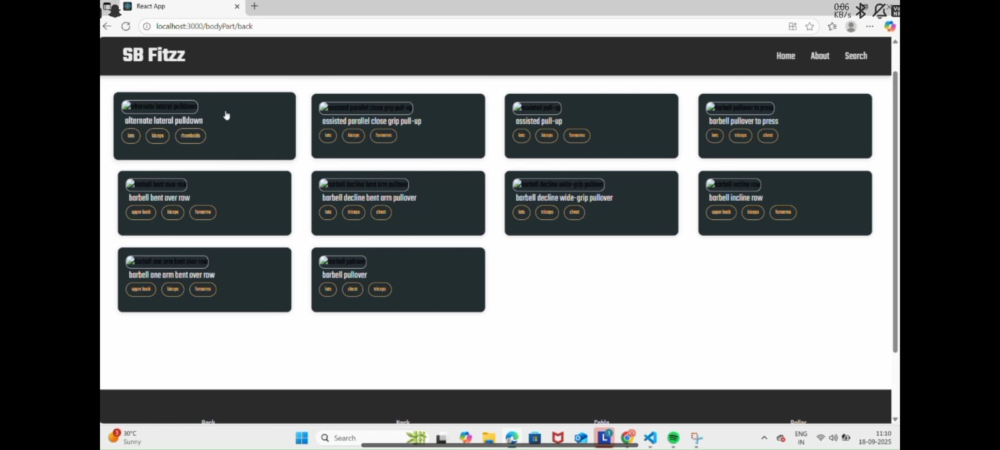 React App
0:06
KB/s
Vo
NR
localhost:3000/bodyPart/back
SB Fitzz
Home About Search
alternate lateral pulldown
alternate lateral pulldown
lats biceps rhomboids
assisted parallel close grip pull-up
assisted parallel close grip pull-up
lats biceps forearms
assisted pull-up
assisted pull-up
lats biceps forearms
barbell pullover to press
barbell pullover to press
lats triceps chest
barbell bent over row
barbell bent over row
upper back biceps forearms
barbell decline bent arm pullover
barbell decline bent arm pullover
lats triceps chest
barbell decline wide-grip pullover
barbell decline wide-grip pullover
lats triceps chest
barbell incline row
barbell incline row
upper back biceps forearms
barbell one arm bent over row
barbell one arm bent over row
upper back biceps forearms
barbell pullover
barbell pullover
lats chest triceps
Back Neck Cable Roller
3
30°C
Sunny
Search
L
1
ENG
IN
11:10
18-09-2025